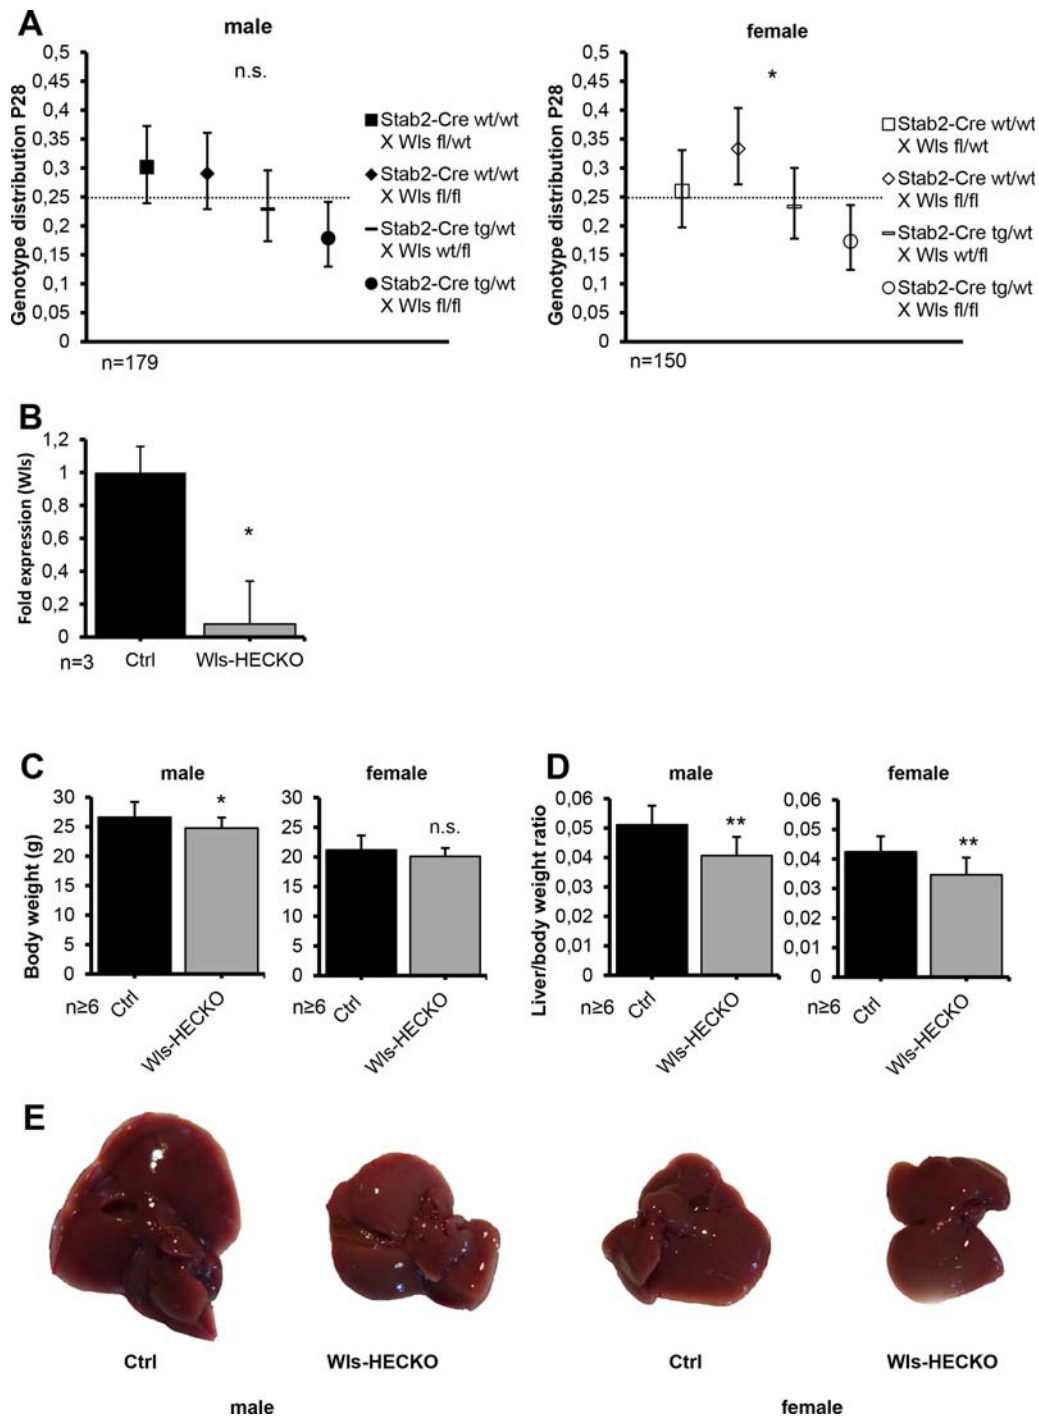 A
male
female
Genotype distribution P28
0,5
0,45
0,4
0,35
0,3
0,25
0,2
0,15
0,1
0,05
0
n.s.
Stab2-Cre wt/wt
X Wls fl/wt
Stab2-Cre wt/wt
X Wls fl/fl
Stab2-Cre tg/wt
X Wls wt/fl
Stab2-Cre tg/wt
X Wls fl/fl
n=179
Genotype distribution P28
0,5
0,45
0,4
0,35
0,3
0,25
0,2
0,15
0,1
0,05
0
*
Stab2-Cre wt/wt
X Wls fl/wt
Stab2-Cre wt/wt
X Wls fl/fl
Stab2-Cre tg/wt
X Wls wt/fl
Stab2-Cre tg/wt
X Wls fl/fl
n=150
B
Fold expression (Wls)
1,2
1
0,8
0,6
0,4
0,2
0
*
n=3
Ctrl
Wls-HECKO
C
male
female
Body weight (g)
30
25
20
15
10
5
0
*
n≥6
Ctrl
Wls-HECKO
30
25
20
15
10
5
0
n.s.
Ctrl
Wls-HECKO
D
male
female
Liver/body weight ratio
0,06
0,05
0,04
0,03
0,02
0,01
0
**
n≥6
Ctrl
Wls-HECKO
0,06
0,05
0,04
0,03
0,02
0,01
0
**
n≥6
Ctrl
Wls-HECKO
E
Ctrl
Wls-HECKO
Ctrl
Wls-HECKO
male
female